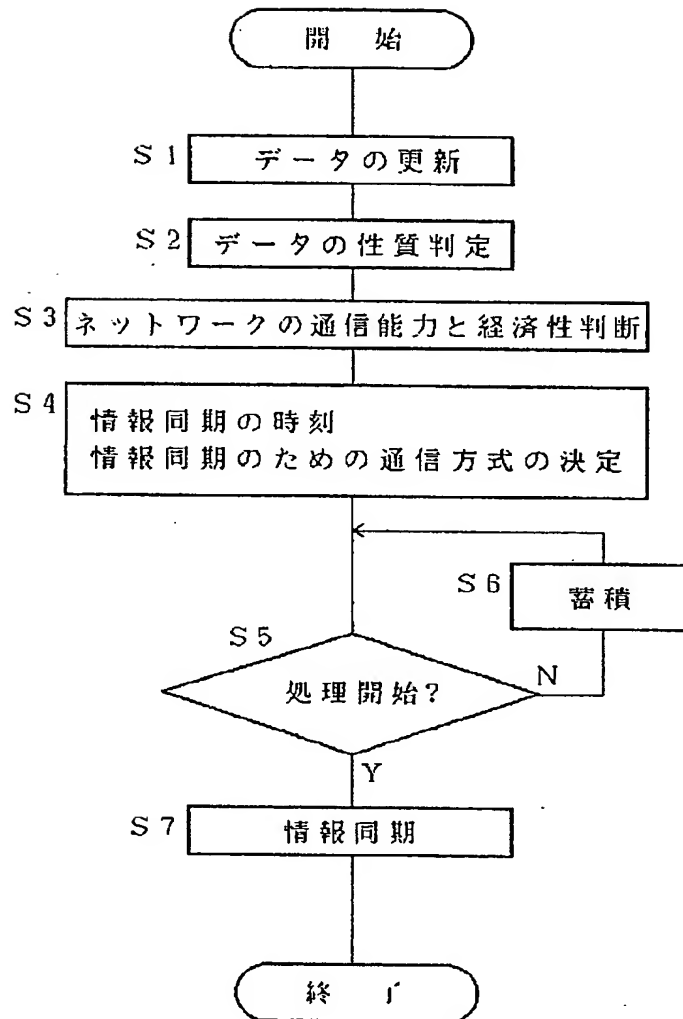 開 始
S1
データの更新
S2
データの性質判定
S3
ネットワークの通信能力と経済性判断
S4
情報同期の時刻
情報同期のための通信方式の決定
S6
蓄積
S5
処理開始?
N
Y
S7
情報同期
終 了